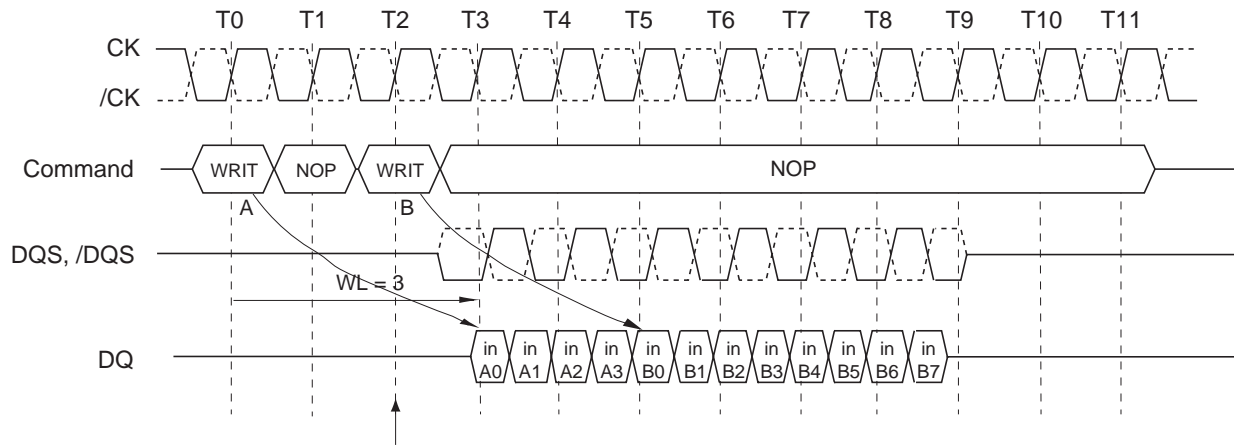 T0 T1 T2 T3 T4 T5 T6 T7 T8 T9 T10 T11
CK
/CK
Command WRIT NOP WRIT NOP
A B
DQS, /DQS
WL = 3
DQ
in in in in in in in in in in in in
A0 A1 A2 A3 B0 B1 B2 B3 B4 B5 B6 B7